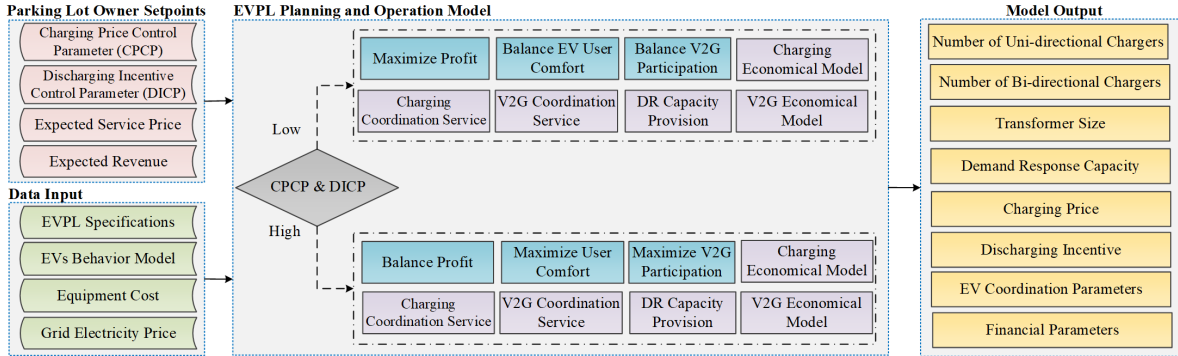 Parking Lot Owner Setpoints
Charging Price Control
Parameter (CPCP)
Discharging Incentive
Control Parameter (DICP)
Expected Service Price
Expected Revenue
Data Input
EVPL Specifications
EVs Behavior Model
Equipment Cost
Grid Electricity Price
EVPL Planning and Operation Model
CPCP & DICP
Low
High
Maximize Profit
Balance EV User
Comfort
Balance V2G
Participation
Charging
Economical Model
Charging
Coordination Service
V2G Coordination
Service
DR Capacity
Provision
V2G Economical
Model
Balance Profit
Maximize User
Comfort
Maximize V2G
Participation
Charging
Economical Model
Charging
Coordination Service
V2G Coordination
Service
DR Capacity
Provision
V2G Economical
Model
Model Output
Number of Uni-directional Chargers
Number of Bi-directional Chargers
Transformer Size
Demand Response Capacity
Charging Price
Discharging Incentive
EV Coordination Parameters
Financial Parameters